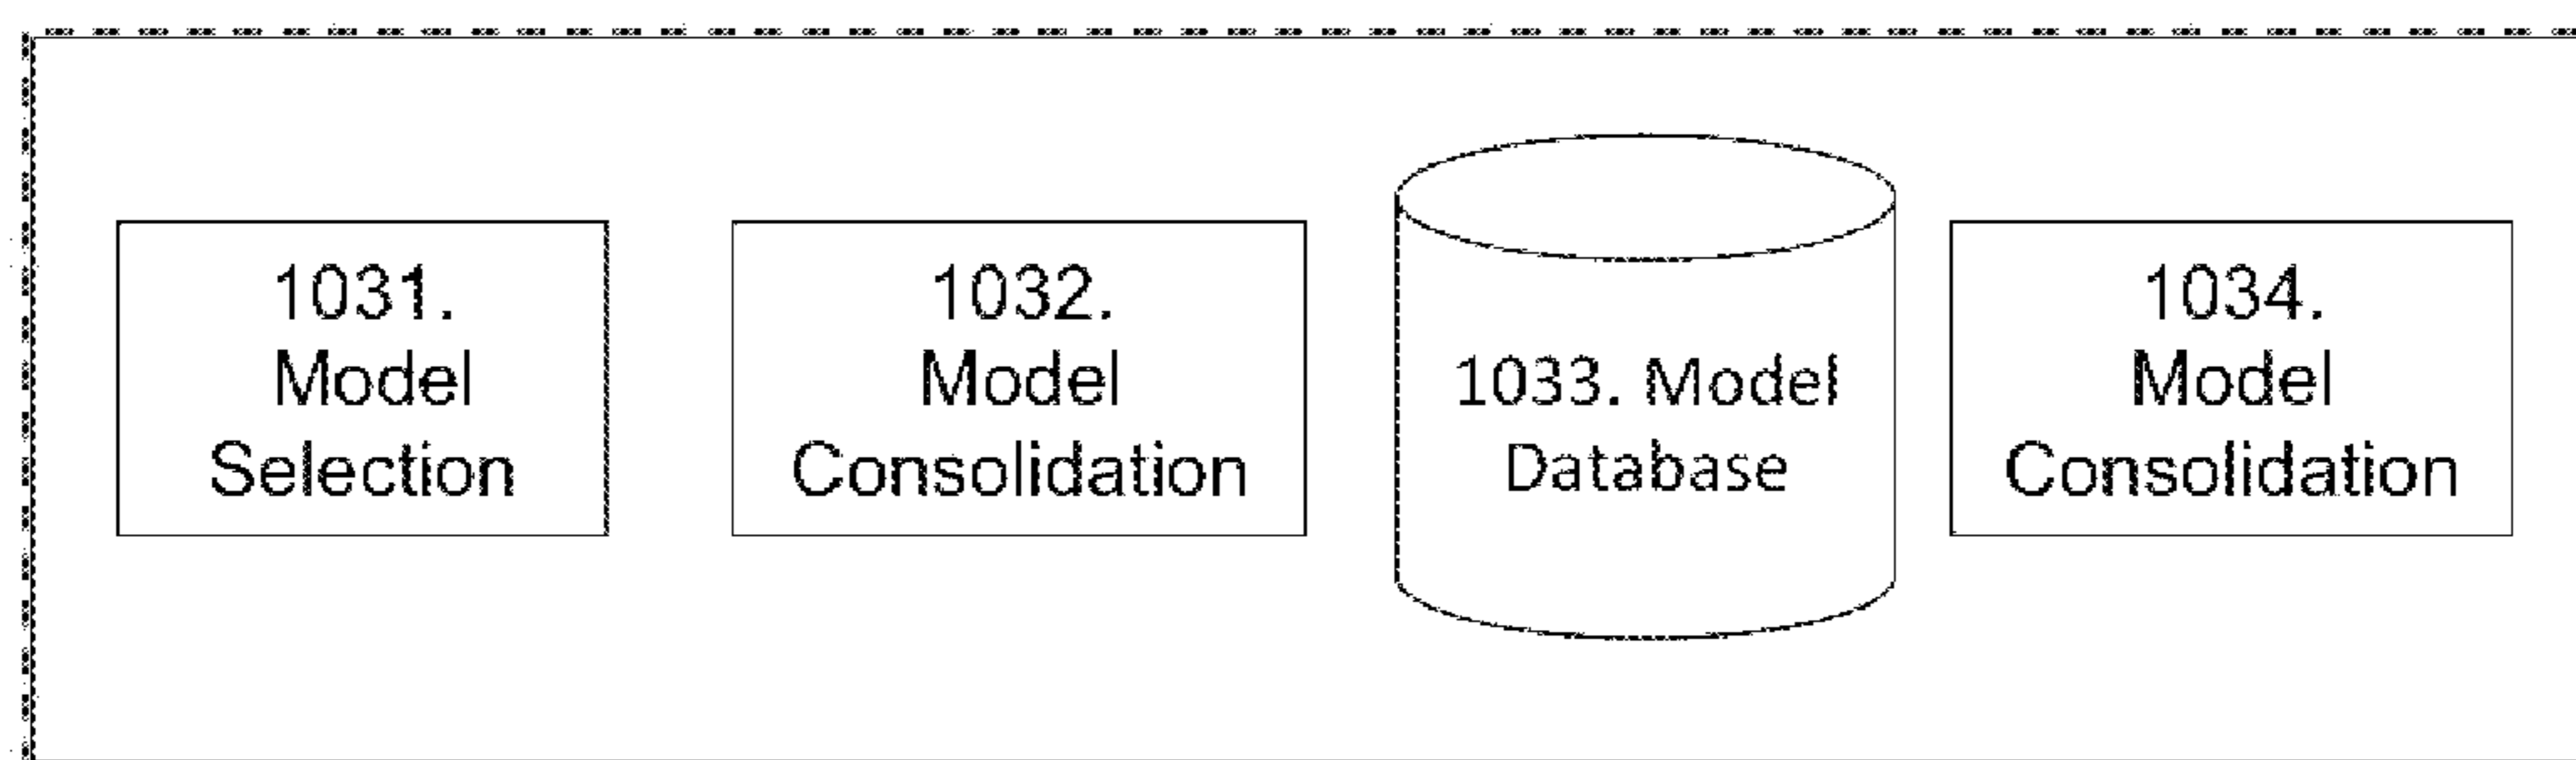 1031.
Model
Selection
1032.
Model
Consolidation
1033. Model
Database
1034.
Model
Consolidation